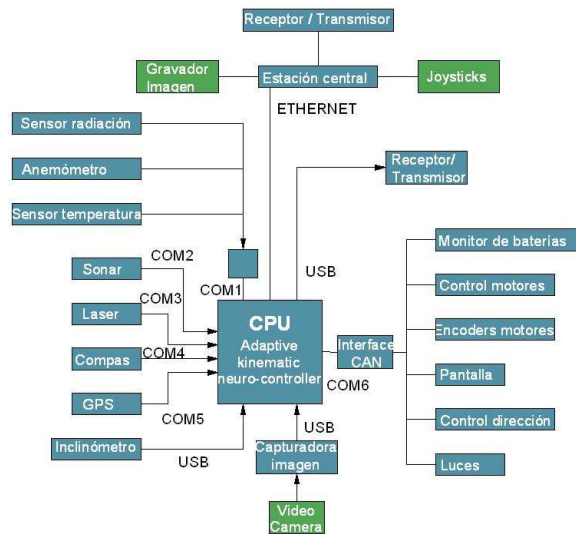 Receptor / Transmisor
Gravador
Imagen
Estación central
Joysticks
ETHERNET
Sensor radiación
Anemómetro
Sensor temperatura
Receptor/
Transmisor
USB
Monitor de baterías
Control motores
Encoders motores
Pantalla
Control dirección
Luces
Sonar
COM2
Laser
COM3
COM1
Compas
COM4
GPS
COM5
Inclinómetro
USB
CPU
Adaptive
kinematic
neuro-controller
Interface
CAN
COM6
USB
Capturadora
imagen
Video
Camera